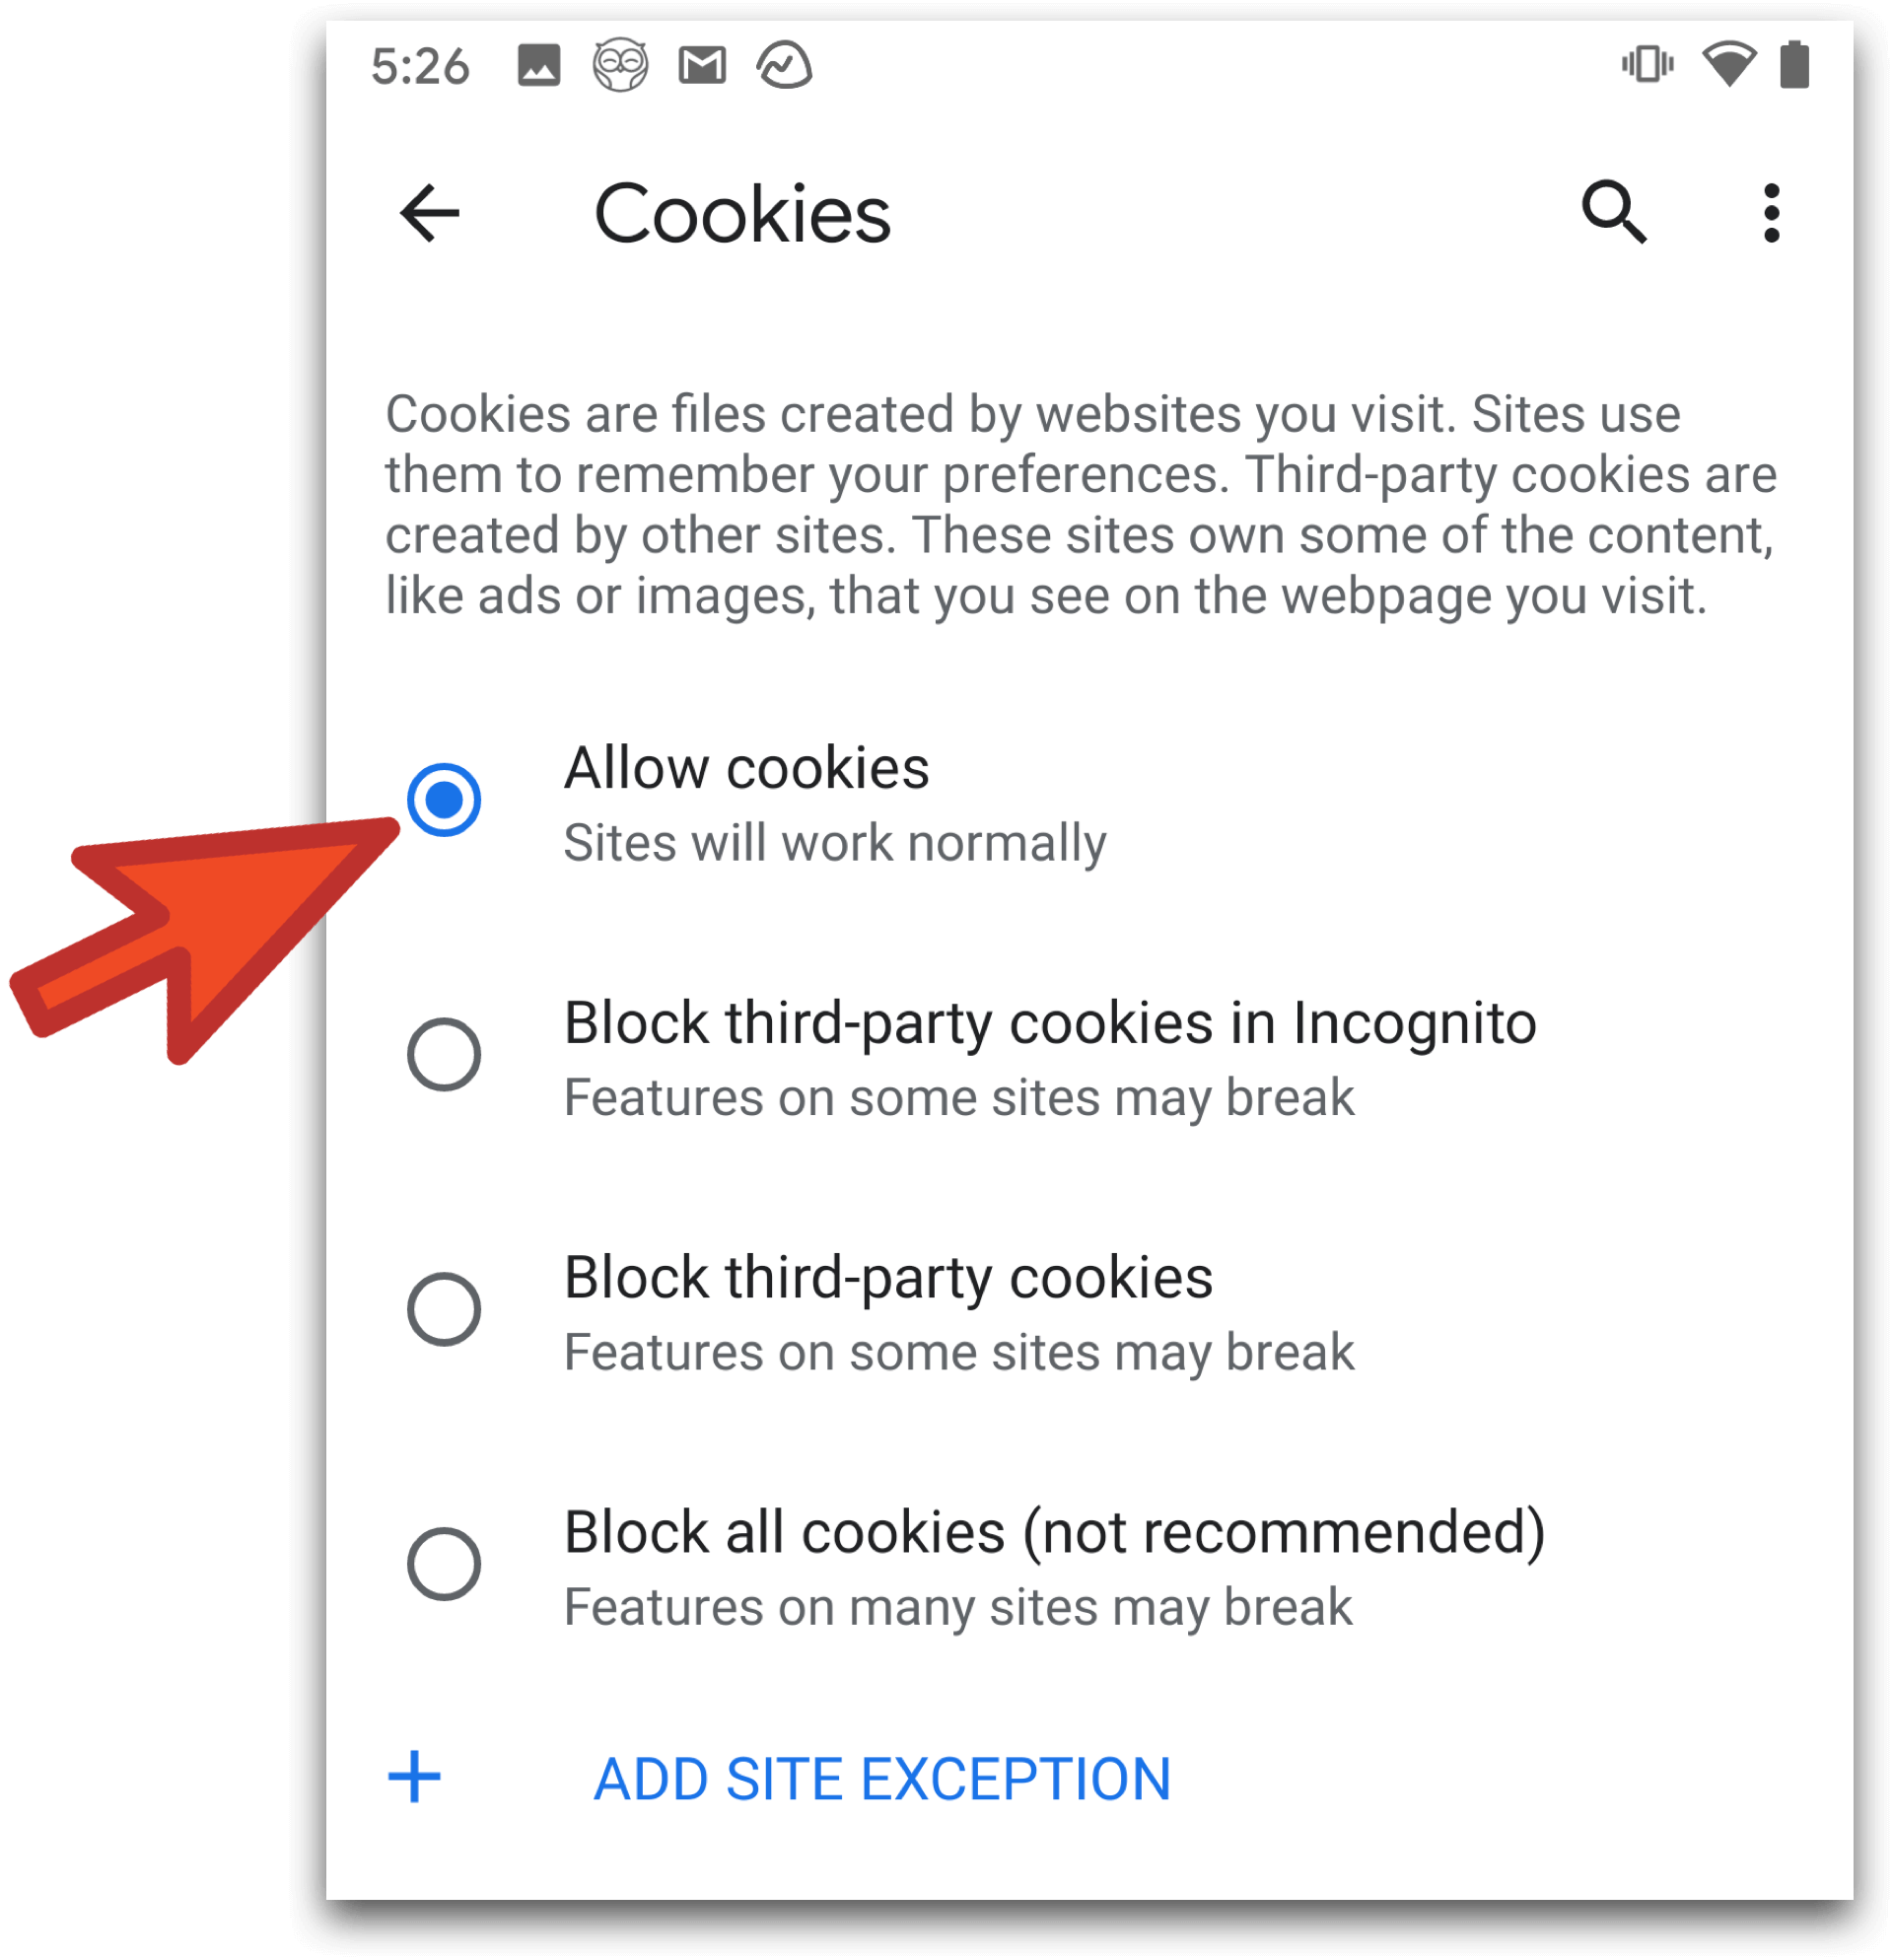 5:26
Cookies
Cookies are files created by websites you visit. Sites use
them to remember your preferences. Third-party cookies are
created by other sites. These sites own some of the content,
like ads or images, that you see on the webpage you visit.
Allow cookies
Sites will work normally
Block third-party cookies in Incognito
Features on some sites may break
Block third-party cookies
Features on some sites may break
Block all cookies (not recommended)
Features on many sites may break
ADD SITE EXCEPTION